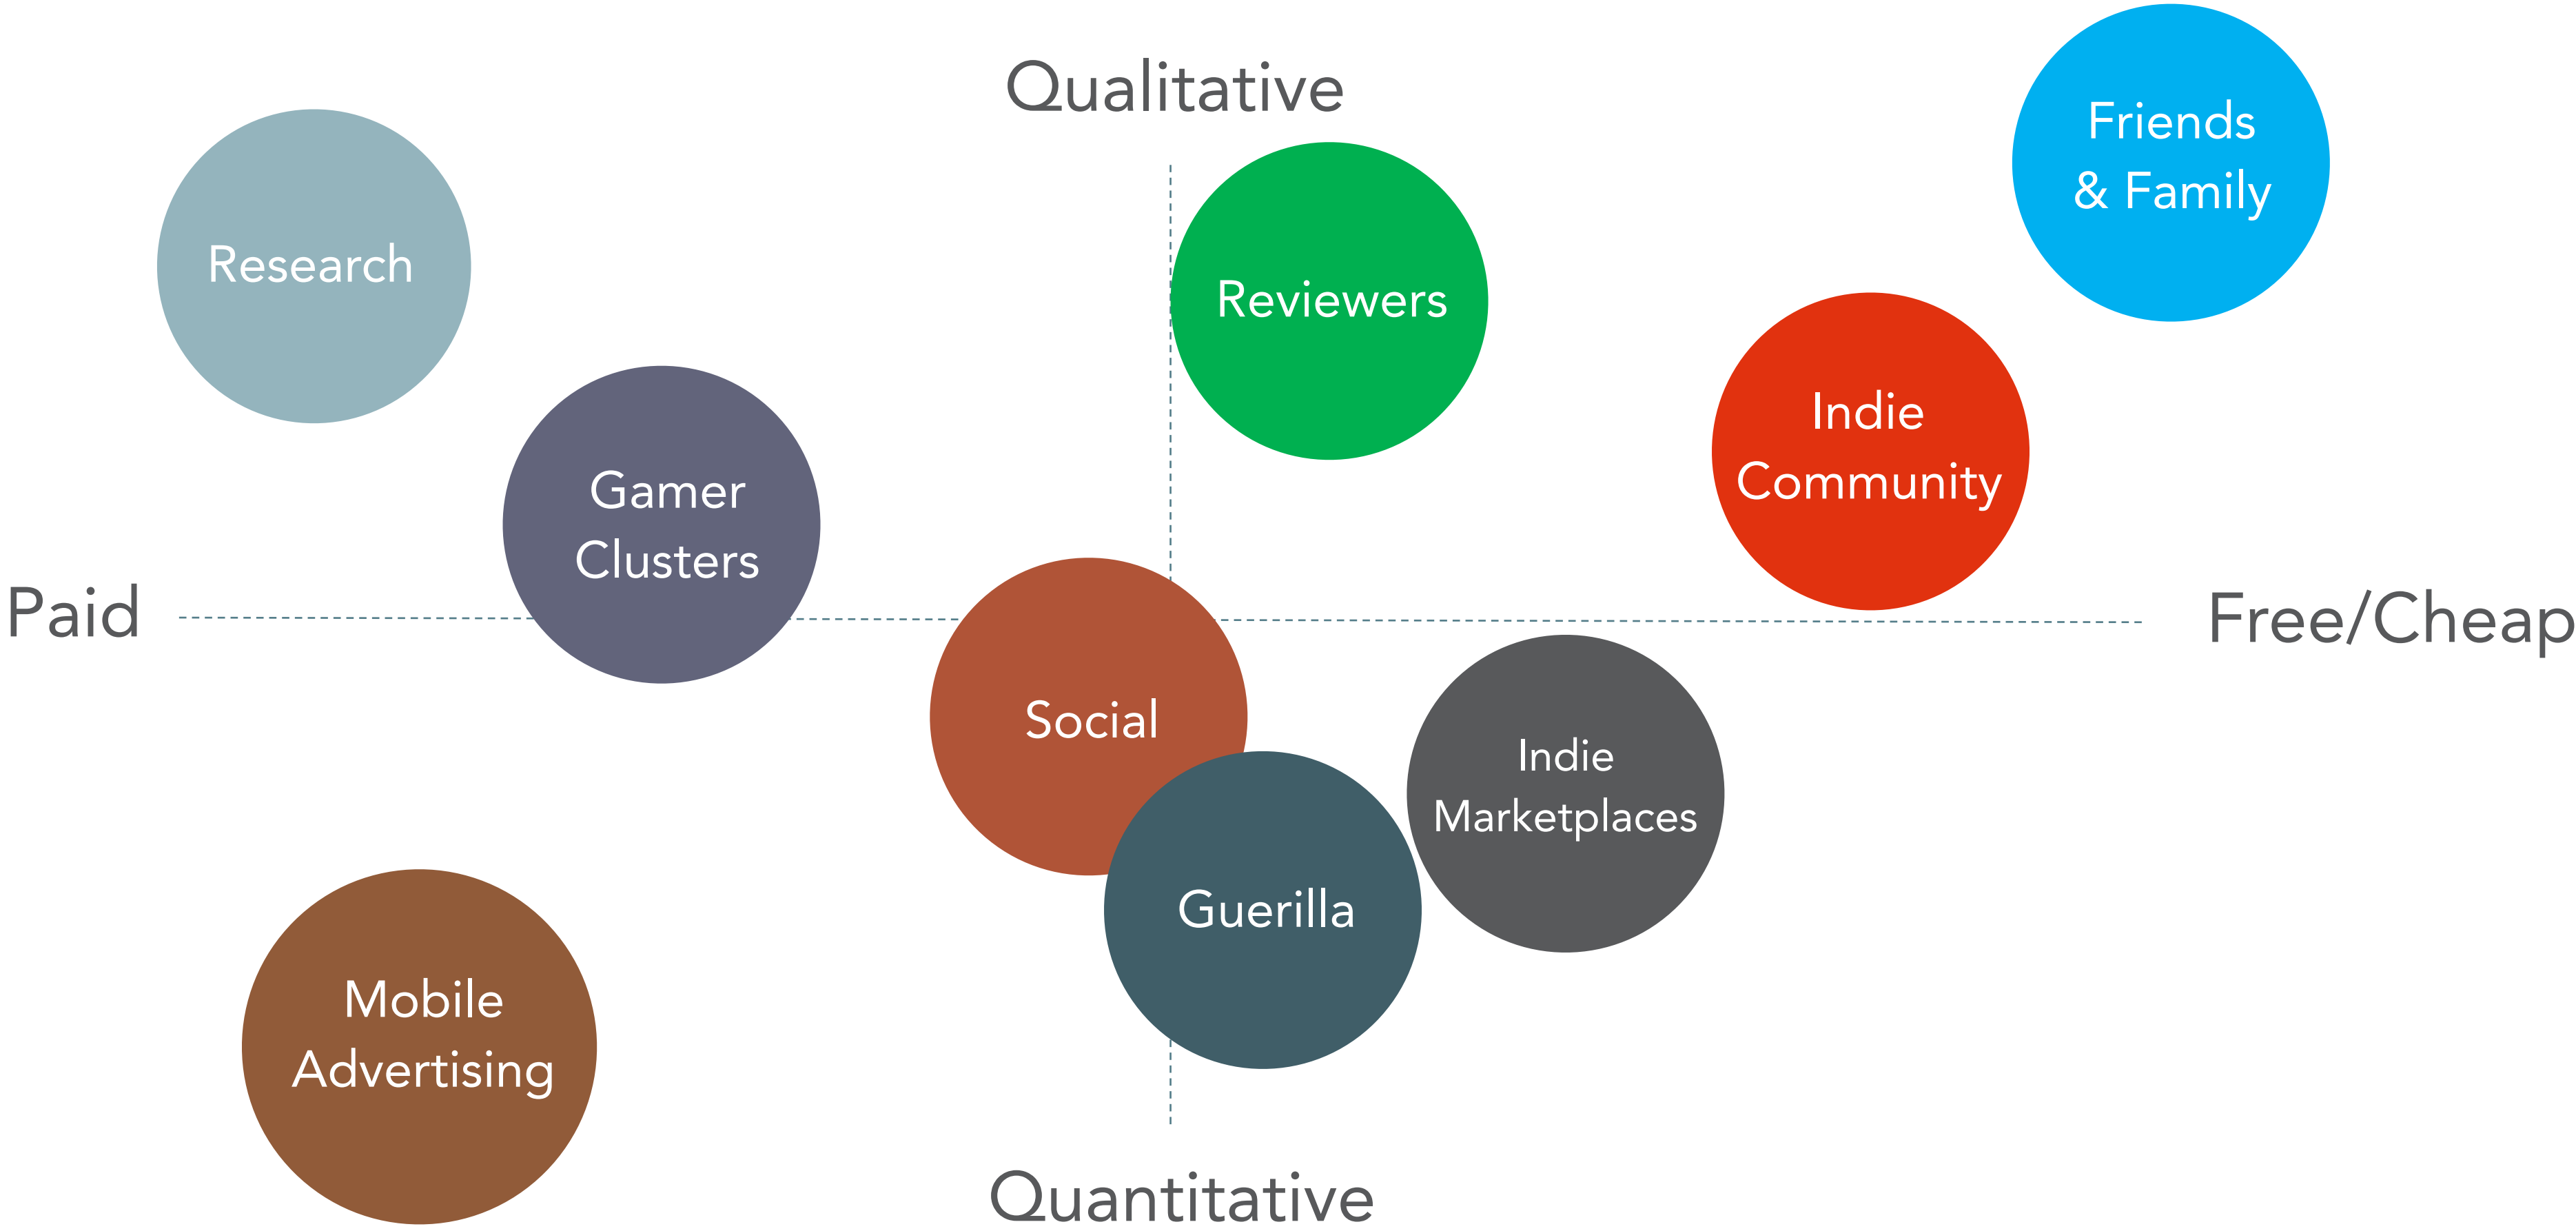 Qualitative
Friends
& Family
Research
Reviewers
Indie
Community
Gamer
Clusters
Paid
Free/Cheap
Social
Indie
Marketplaces
Guerilla
Mobile
Advertising
Quantitative